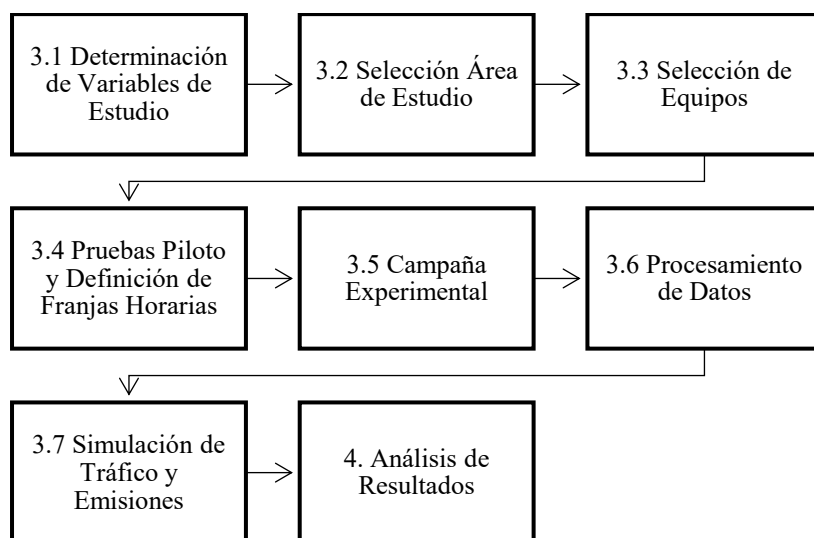 3.1 Determinación
de Variables de
Estudio
3.2 Selección Área
de Estudio
3.3 Selección de
Equipos
3.4 Pruebas Piloto
y Definición de
Franjas Horarias
3.5 Campaña
Experimental
3.6 Procesamiento
de Datos
3.7 Simulación de
Tráfico y
Emisiones
4. Análisis de
Resultados